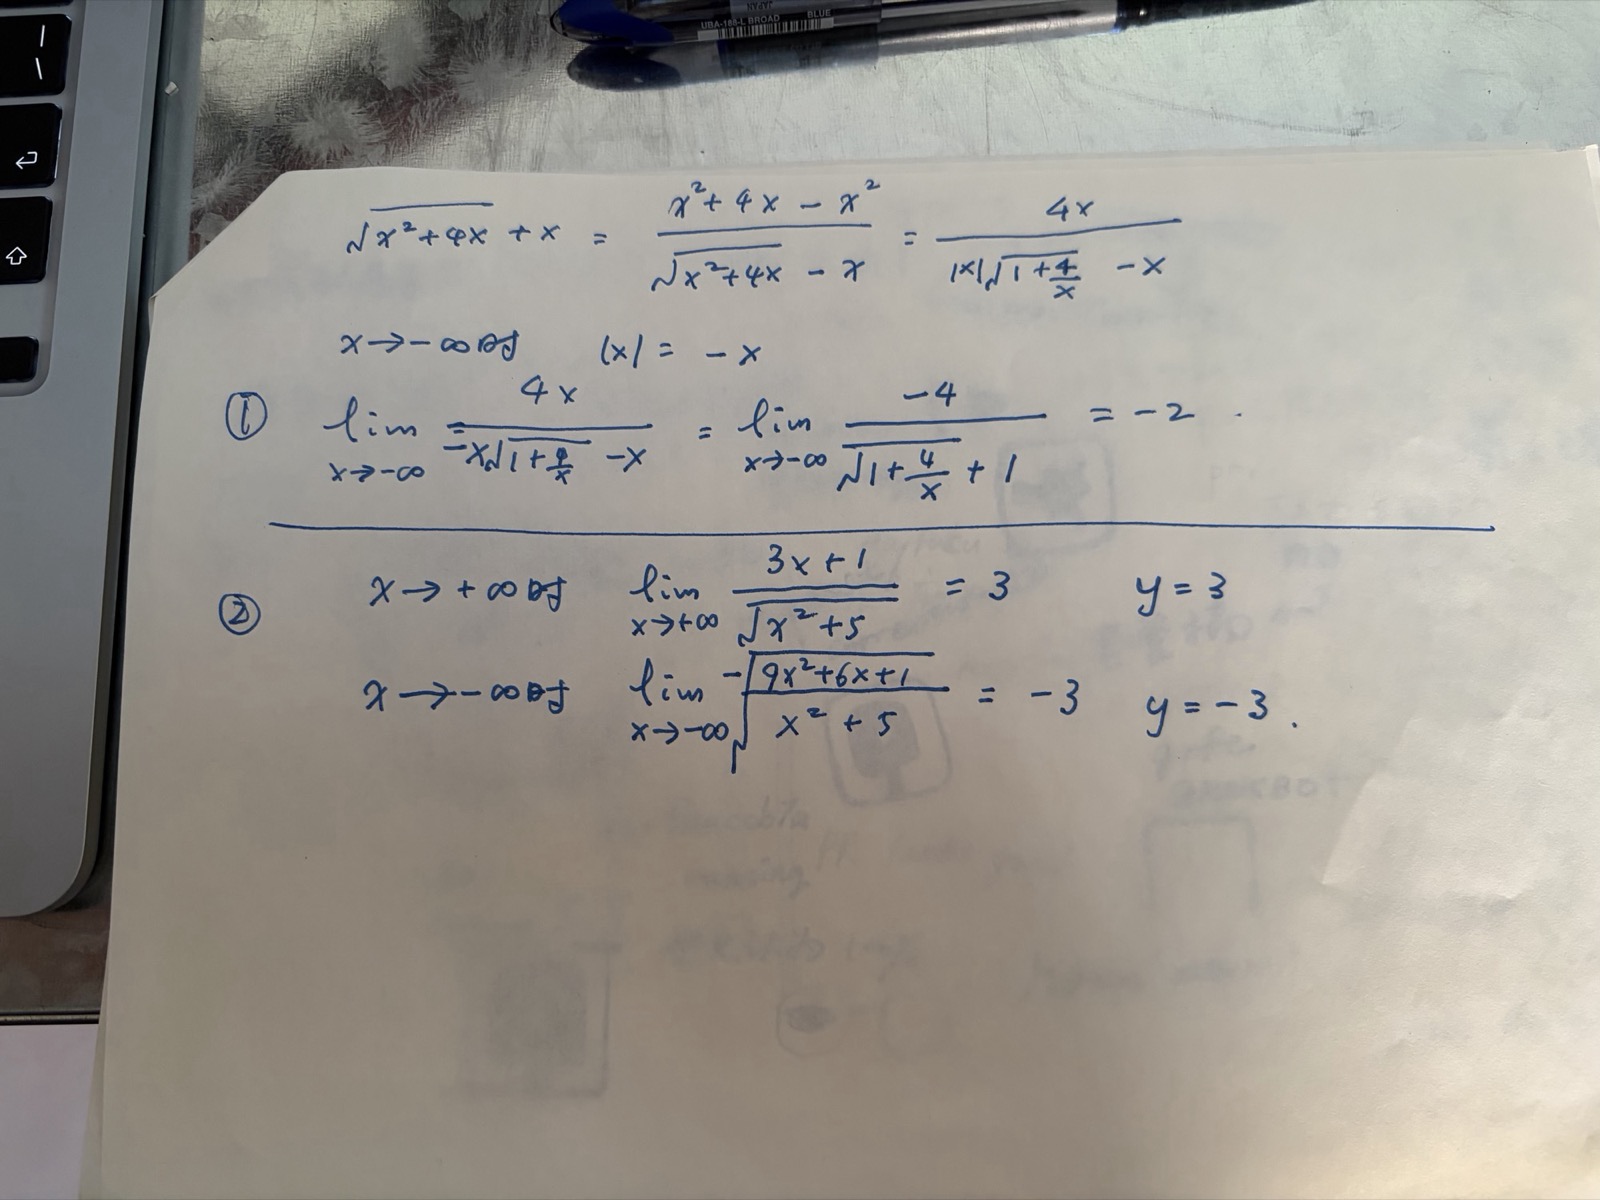 UBA-188-L BROAD BLUE
JAPAN
√(x²+4x) + x = (x²+4x-x²)/(√(x²+4x) - x) = 4x/(|x|√(1+4/x) - x)
x→-∞时 |x| = -x
① lim x→-∞ 4x/(-x√(1+4/x) - x) = lim x→-∞ -4/(√(1+4/x) + 1) = -2.
② x→+∞时 lim x→+∞ (3x+1)/√(x²+5) = 3 y=3
x→-∞时 lim x→-∞ -√((9x²+6x+1)/(x²+5)) = -3 y=-3.